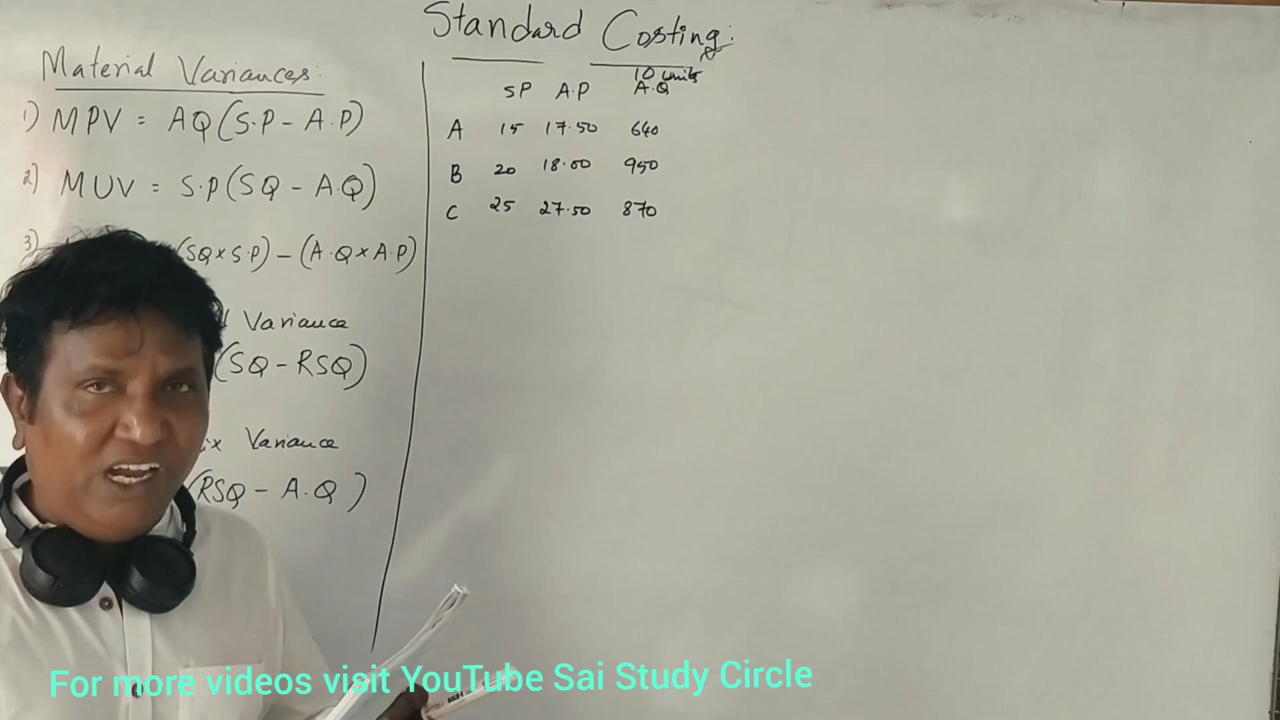 Standard Costing:
Material Variances:
1) MPV = AQ(S.P - A.P)
2) MUV = S.P(SQ - A.Q)
3) (SQ x S.P) - (A.Q x A.P)
Variance
(SQ - RSQ)
ix Variance
(RSQ - A.Q)
10 units
SP A.P A.Q
A 15 17.50 640
B 20 18.00 950
C 25 27.50 870
For more videos visit YouTube Sai Study Circle